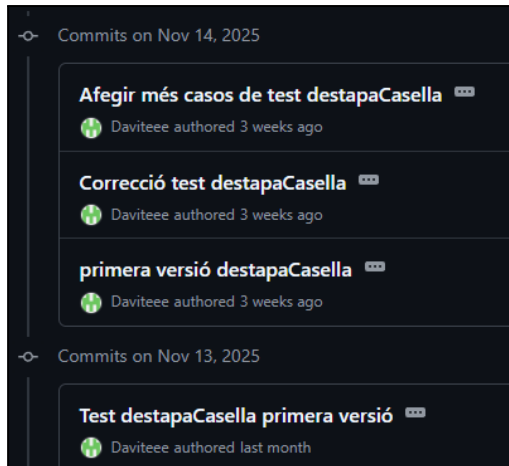 Commits on Nov 14, 2025
Afegir més casos de test destapaCasella
Daviteee authored 3 weeks ago
Correcció test destapaCasella
Daviteee authored 3 weeks ago
primera versió destapaCasella
Daviteee authored 3 weeks ago
Commits on Nov 13, 2025
Test destapaCasella primera versió
Daviteee authored last month